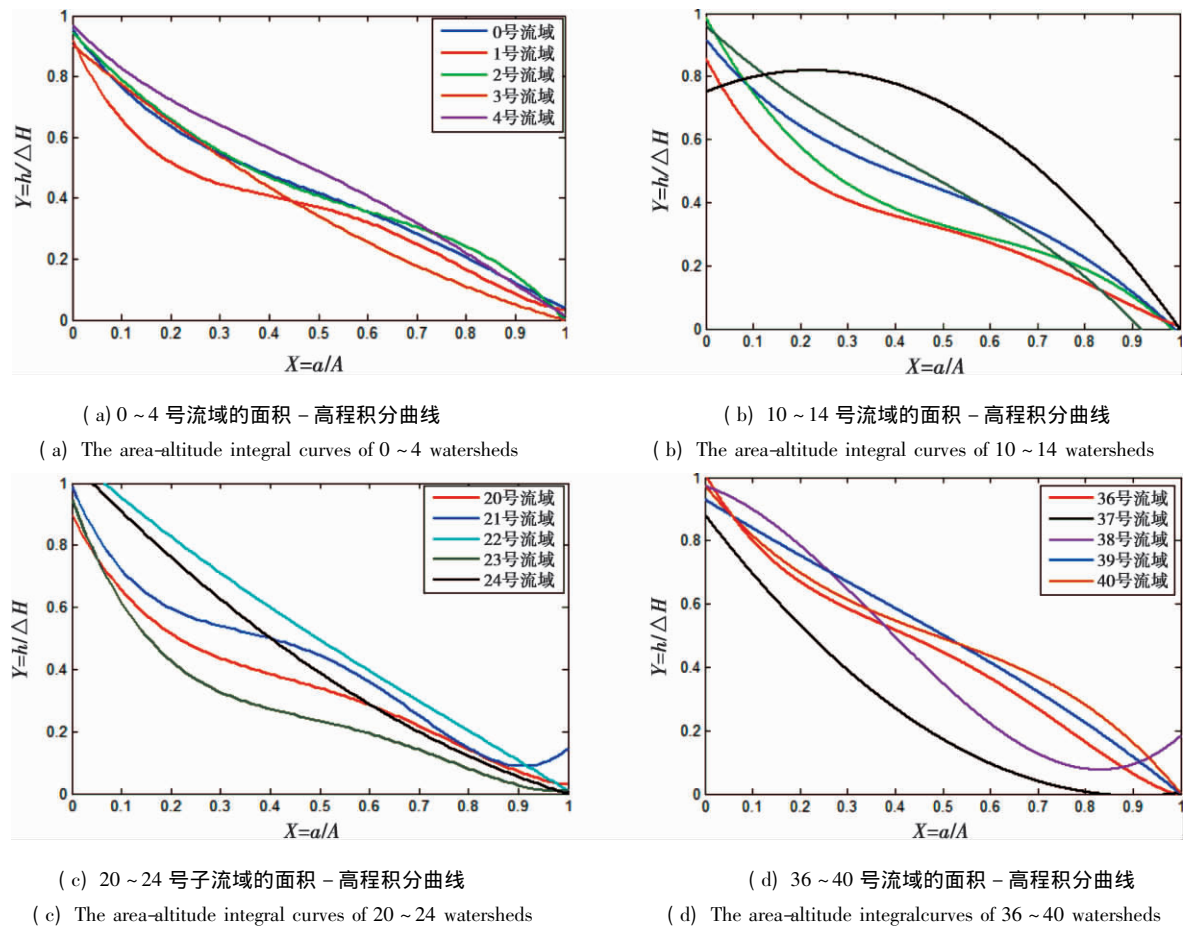 1
0.8
0.6
0.4
0.2
0
Y=h/△H
0 0.1 0.2 0.3 0.4 0.5 0.6 0.7 0.8 0.9 1
X=a/A
0号流域
1号流域
2号流域
3号流域
4号流域
( a) 0 ~ 4 号流域的面积 – 高程积分曲线
( a) The area-altitude integral curves of 0 ~ 4 watersheds
1
0.8
0.6
0.4
0.2
0
Y=h/△H
0 0.1 0.2 0.3 0.4 0.5 0.6 0.7 0.8 0.9 1
X=a/A
( b) 10 ~ 14 号流域的面积 – 高程积分曲线
( b) The area-altitude integral curves of 10 ~ 14 watersheds
1
0.8
0.6
0.4
0.2
0
Y=h/△H
0 0.1 0.2 0.3 0.4 0.5 0.6 0.7 0.8 0.9 1
X=a/A
20号流域
21号流域
22号流域
23号流域
24号流域
( c) 20 ~ 24 号子流域的面积 – 高程积分曲线
( c) The area-altitude integral curves of 20 ~ 24 watersheds
1
0.8
0.6
0.4
0.2
0
Y=h/△H
0 0.1 0.2 0.3 0.4 0.5 0.6 0.7 0.8 0.9 1
X=a/A
36号流域
37号流域
38号流域
39号流域
40号流域
( d) 36 ~ 40 号流域的面积 – 高程积分曲线
( d) The area-altitude integralcurves of 36 ~ 40 watersheds